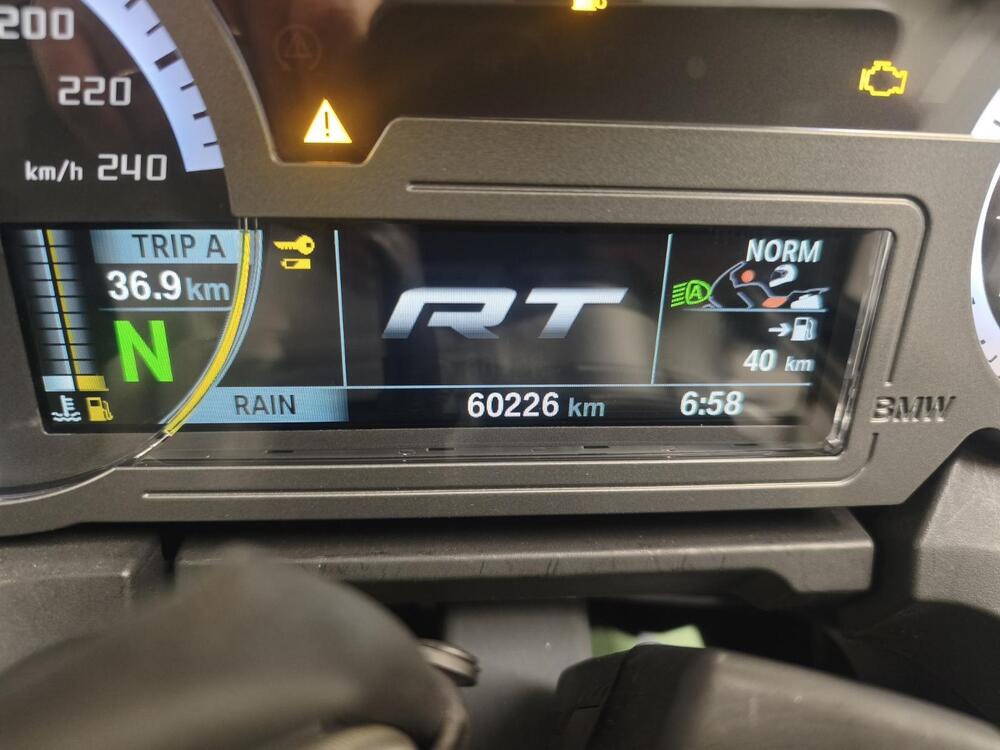 200
220
km/h 240
TRIP A
36.9 km
N
RAIN
RT
60226 km
NORM
A
40 km
6:58
BMW